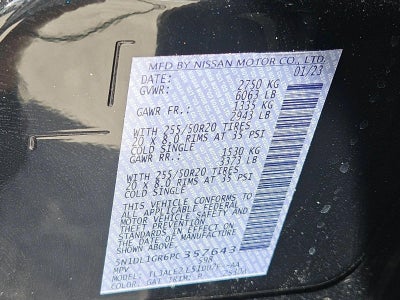 MFD BY NISSAN MOTOR CO., LTD.
DATE: 01/23
GVWR: 2750 KG
6063 LB
GAWR FR.: 1335 KG
2943 LB
WITH 255/50R20 TIRES
20 X 8.0 RIMS AT 35 PSI
COLD SINGLE
GAWR RR.: 1530 KG
3373 LB
WITH 255/50R20 TIRES
20 X 8.0 RIMS AT 35 PSI
COLD SINGLE
THIS VEHICLE CONFORMS TO
ALL APPLICABLE FEDERAL
MOTOR VEHICLE SAFETY AND
THEFT PREVENTION
STANDARDS IN EFFECT ON
THE DATE OF MANUFACTURE
SHOWN ABOVE.
5N1DL1GR6PC357643
MPV
COLOR: TRIM: